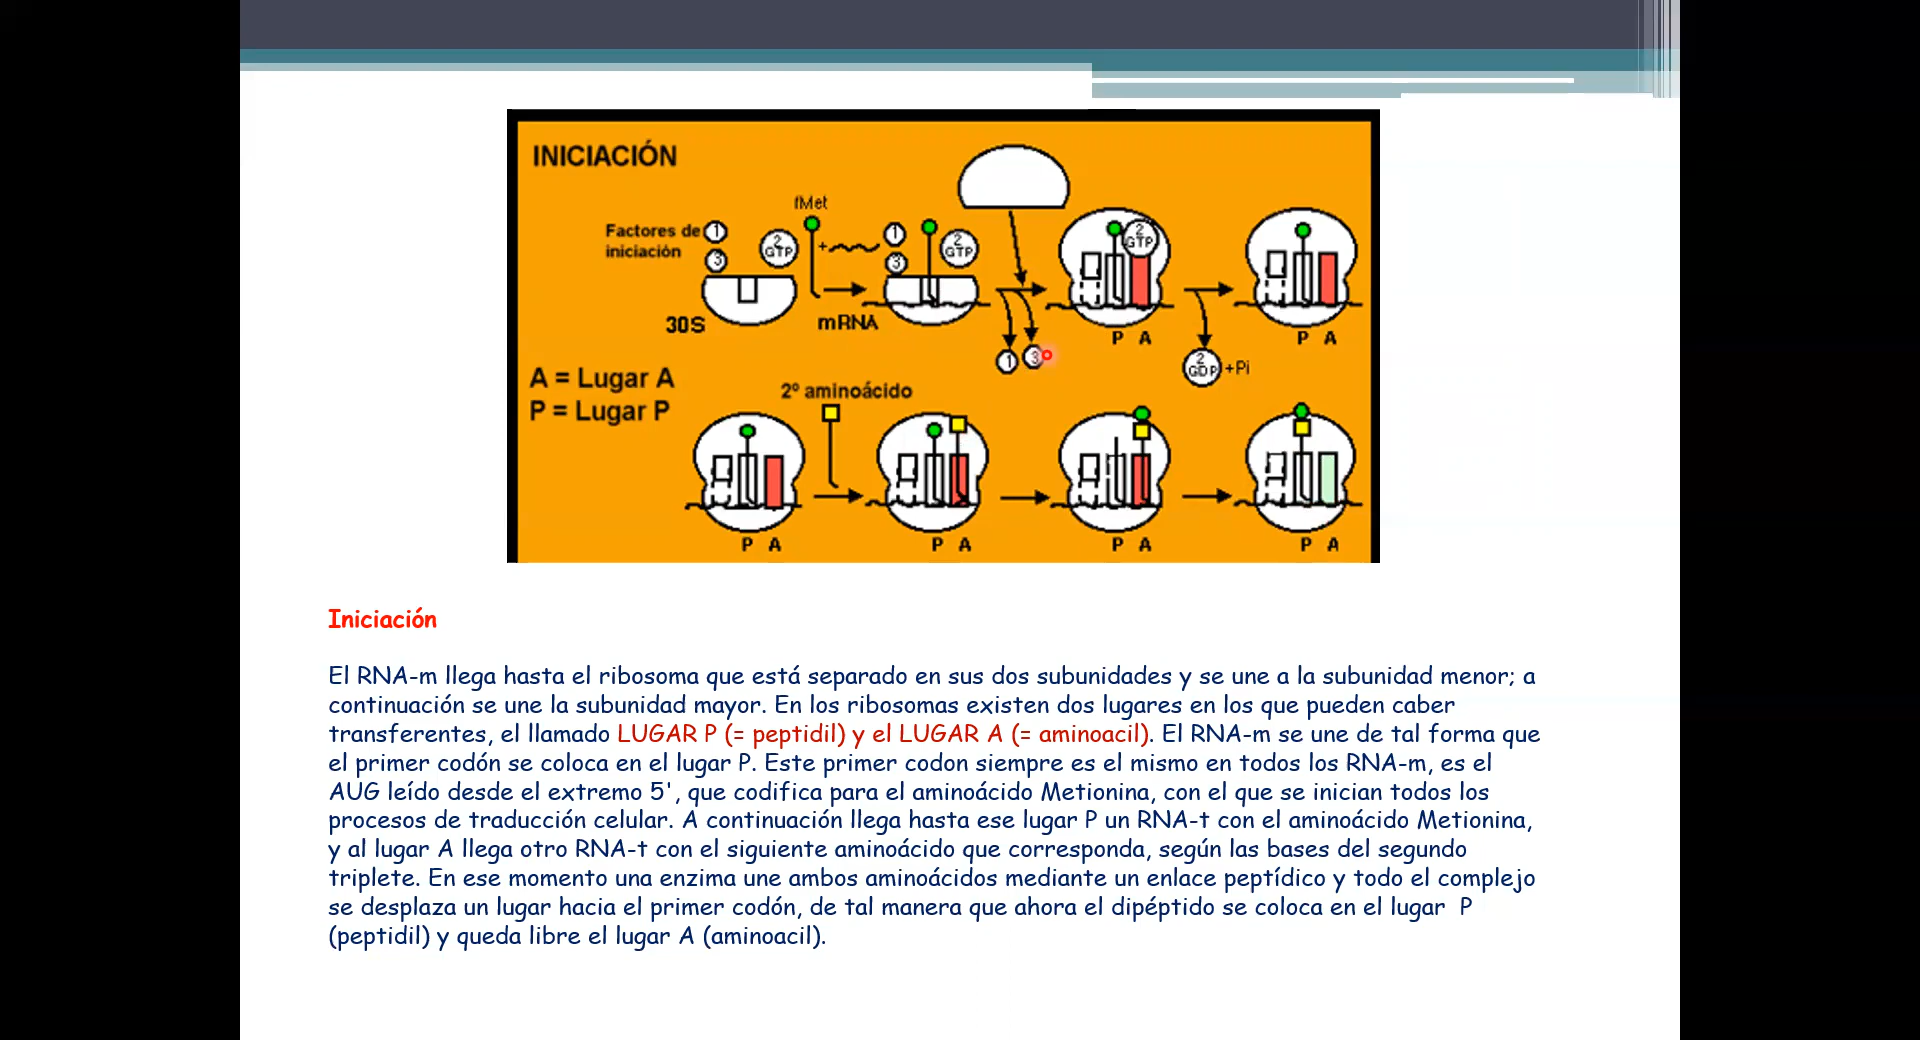 INICIACIÓN
fMet
Factores de
iniciación
1
3
2
GTP
+
1
3
2
GTP
2
GTP
30S
mRNA
P A
P A
1
3
2
GDP
+Pi
A = Lugar A
P = Lugar P
2º aminoácido
P A
P A
P A
P A
Iniciación
El RNA-m llega hasta el ribosoma que está separado en sus dos subunidades y se une a la subunidad menor; a
continuación se une la subunidad mayor. En los ribosomas existen dos lugares en los que pueden caber
transferentes, el llamado LUGAR P (= peptidil) y el LUGAR A (= aminoacil). El RNA-m se une de tal forma que
el primer codón se coloca en el lugar P. Este primer codon siempre es el mismo en todos los RNA-m, es el
AUG leído desde el extremo 5', que codifica para el aminoácido Metionina, con el que se inician todos los
procesos de traducción celular. A continuación llega hasta ese lugar P un RNA-t con el aminoácido Metionina,
y al lugar A llega otro RNA-t con el siguiente aminoácido que corresponda, según las bases del segundo
triplete. En ese momento una enzima une ambos aminoácidos mediante un enlace peptídico y todo el complejo
se desplaza un lugar hacia el primer codón, de tal manera que ahora el dipéptido se coloca en el lugar P
(peptidil) y queda libre el lugar A (aminoacil).